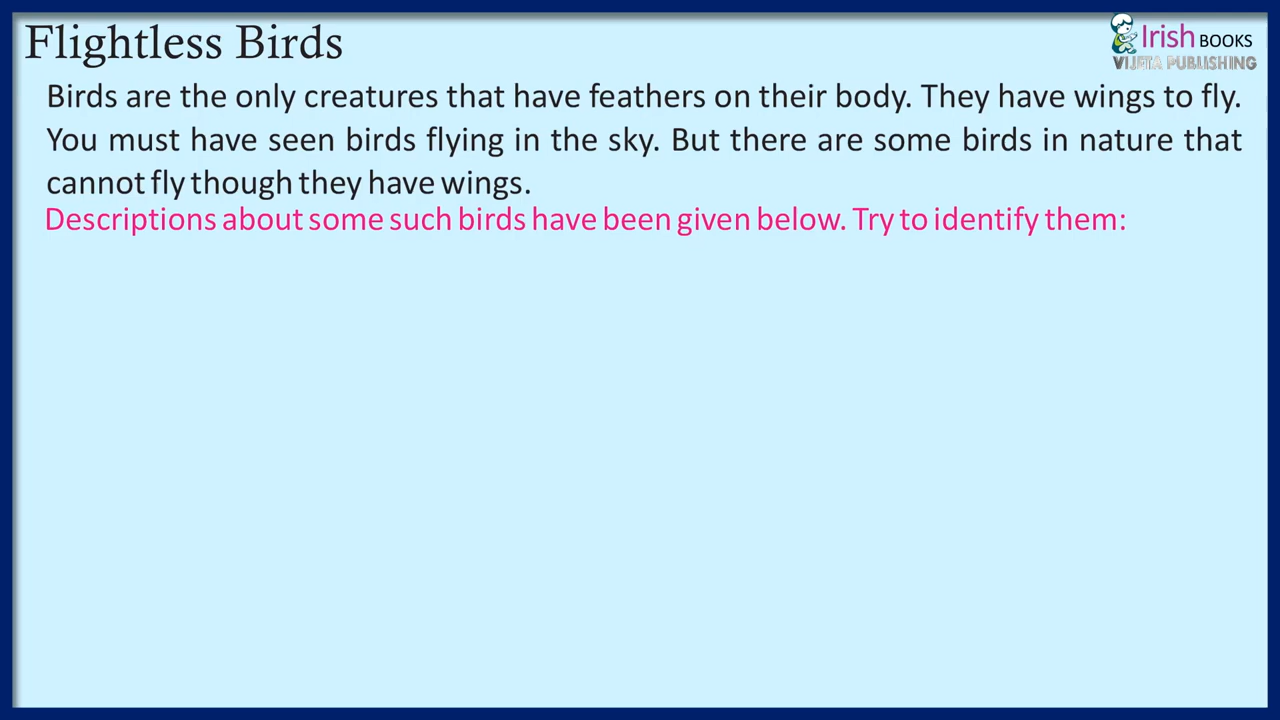 Flightless Birds
Irish BOOKS
VIJETA PUBLISHING
Birds are the only creatures that have feathers on their body. They have wings to fly.
You must have seen birds flying in the sky. But there are some birds in nature that
cannot fly though they have wings.
Descriptions about some such birds have been given below. Try to identify them: